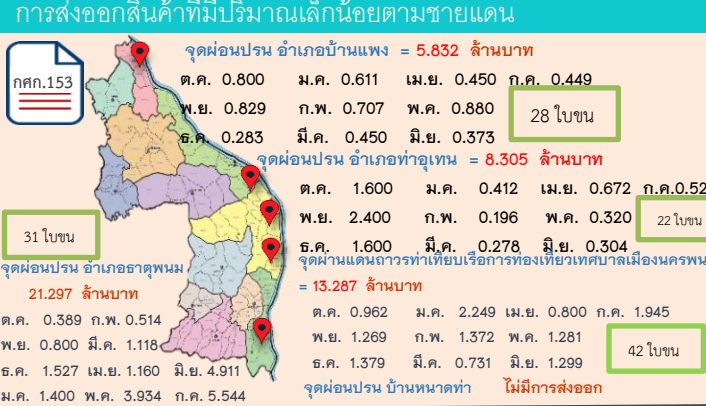 การส่งออกสินค้าที่มีปริมาณเล็กน้อยตามชายแดน
กศก.153
จุดผ่อนปรน อำเภอบ้านแพง = 5.832 ล้านบาท
ต.ค. 0.800 ม.ค. 0.611 เม.ย. 0.450 ก.ค. 0.449
พ.ย. 0.829 ก.พ. 0.707 พ.ค. 0.880
ธ.ค. 0.283 มี.ค. 0.450 มิ.ย. 0.373
28 ใบขน
จุดผ่อนปรน อำเภอท่าอุเทน = 8.305 ล้านบาท
ต.ค. 1.600 ม.ค. 0.412 เม.ย. 0.672 ก.ค.0.52
พ.ย. 2.400 ก.พ. 0.196 พ.ค. 0.320
ธ.ค. 1.600 มี.ค. 0.278 มิ.ย. 0.304
22 ใบขน
31 ใบขน
จุดผ่อนปรน อำเภอธาตุพนม
21.297 ล้านบาท
ต.ค. 0.389 ก.พ. 0.514
พ.ย. 0.800 มี.ค. 1.118
ธ.ค. 1.527 เม.ย. 1.160 มิ.ย. 4.911
ม.ค. 1.400 พ.ค. 3.934 ก.ค. 5.544
จุดผ่านแดนถาวรท่าเทียบเรือการท่องเที่ยวเทศบาลเมืองนครพน
= 13.287 ล้านบาท
ต.ค. 0.962 ม.ค. 2.249 เม.ย. 0.800 ก.ค. 1.945
พ.ย. 1.269 ก.พ. 1.372 พ.ค. 1.281
ธ.ค. 1.379 มี.ค. 0.731 มิ.ย. 1.299
42 ใบขน
จุดผ่อนปรน บ้านหนาดท่า ไม่มีการส่งออก